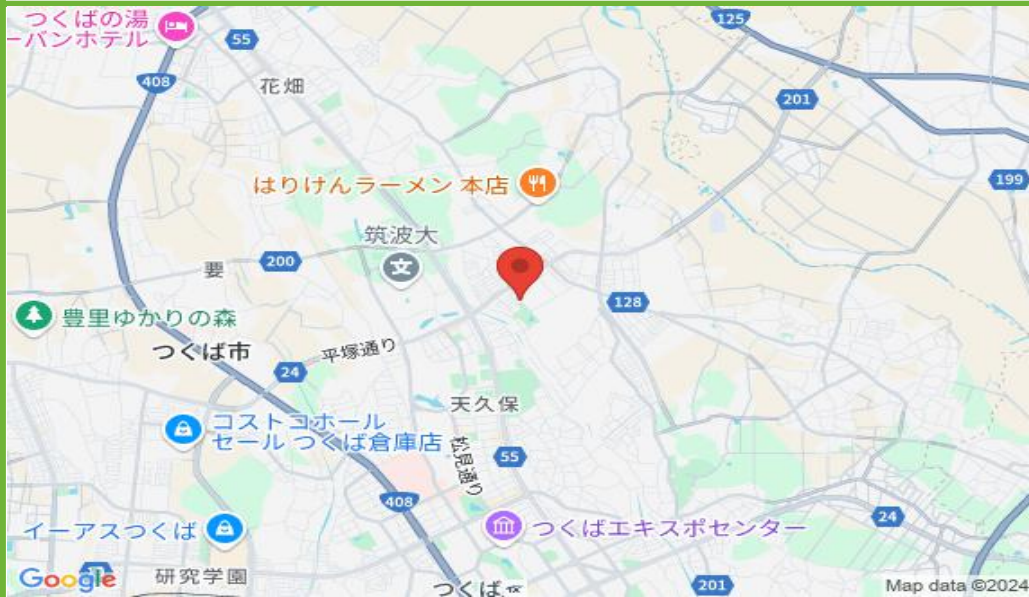 つくばの湯
ーバンホテル
55
125
408
花畑
201
はりけんラーメン 本店
199
筑波大
200
要
128
豊里ゆかりの森
つくば市
平塚通り
24
天久保
コストコホール
セール つくば倉庫店
松見通り
55
408
24
イーアスつくば
つくばエキスポセンター
Google
研究学園
つくば
201
Map data ©2024